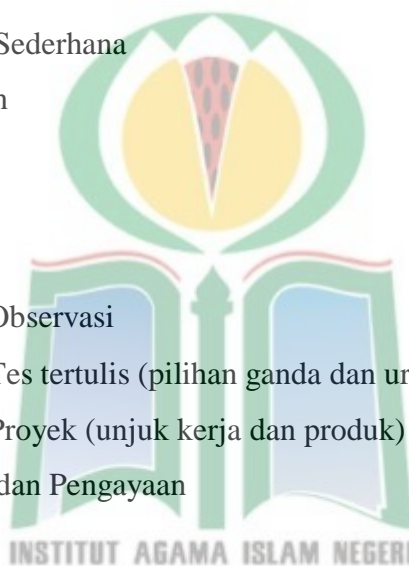 Sederhana
n
Observasi
Tes tertulis (pilihan ganda dan ur
Proyek (unjuk kerja dan produk)
dan Pengayaan
INSTITUT AGAMA ISLAM NEGERI